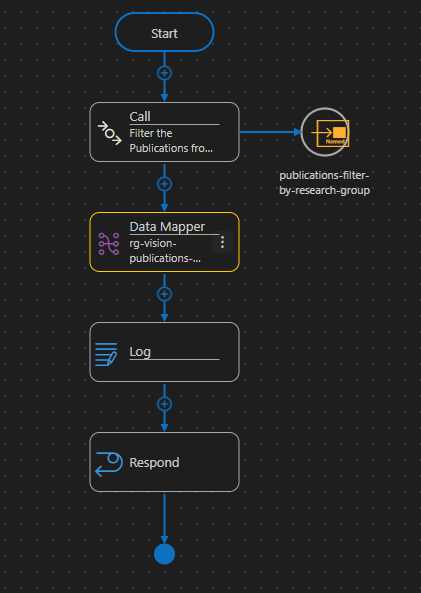 Start
Call
Filter the
Publications fro...
Named
publications-filter-
by-research-group
Data Mapper
rg-vision-
publications-...
Log
Respond